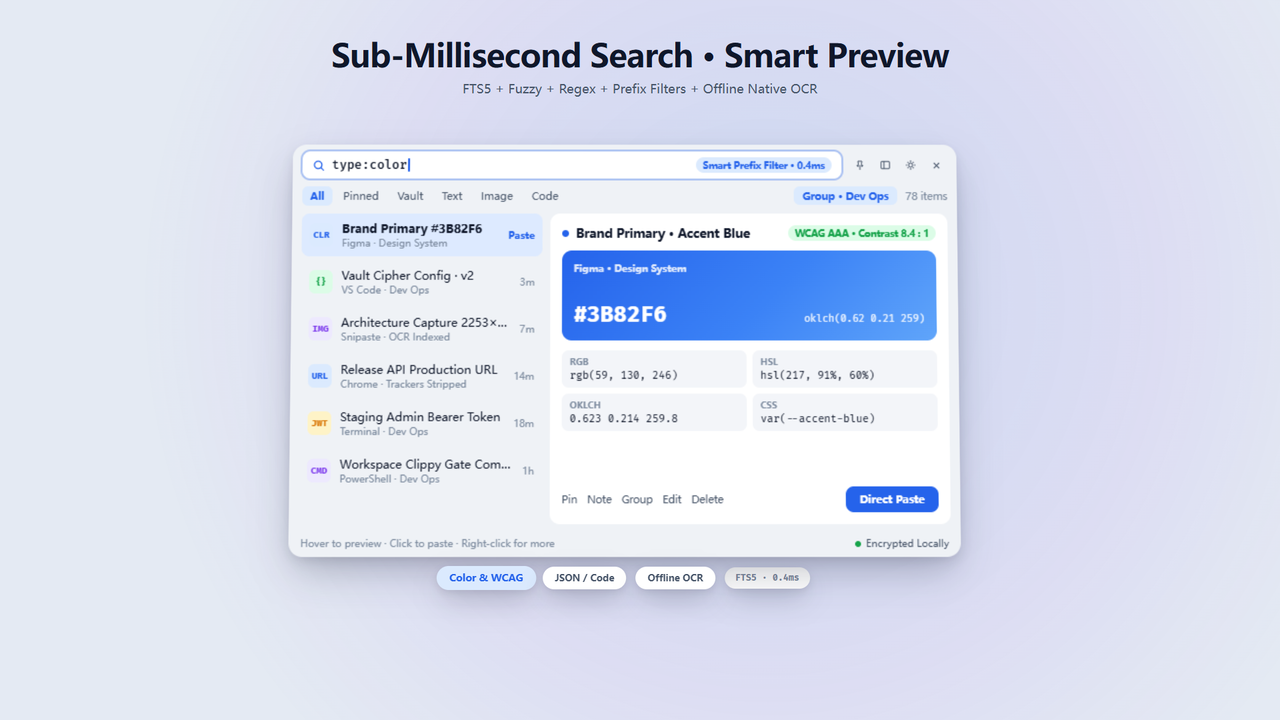 Sub-Millisecond Search • Smart Preview
FTS5 + Fuzzy + Regex + Prefix Filters + Offline Native OCR
type:color
Smart Prefix Filter • 0.4ms
All Pinned Vault Text Image Code
Group • Dev Ops 78 items
CLR
Brand Primary #3B82F6
Figma · Design System
Paste
{}
Vault Cipher Config · v2
VS Code · Dev Ops
3m
IMG
Architecture Capture 2253×...
Snipaste · OCR Indexed
7m
URL
Release API Production URL
Chrome · Trackers Stripped
14m
JWT
Staging Admin Bearer Token
Terminal · Dev Ops
18m
CMD
Workspace Clippy Gate Com...
PowerShell · Dev Ops
1h
Brand Primary • Accent Blue
WCAG AAA • Contrast 8.4 : 1
Figma • Design System
#3B82F6
oklch(0.62 0.21 259)
RGB
rgb(59, 130, 246)
HSL
hsl(217, 91%, 60%)
OKLCH
0.623 0.214 259.8
CSS
var(--accent-blue)
Pin Note Group Edit Delete
Direct Paste
Hover to preview · Click to paste · Right-click for more
Encrypted Locally
Color & WCAG
JSON / Code
Offline OCR
FTS5 · 0.4ms